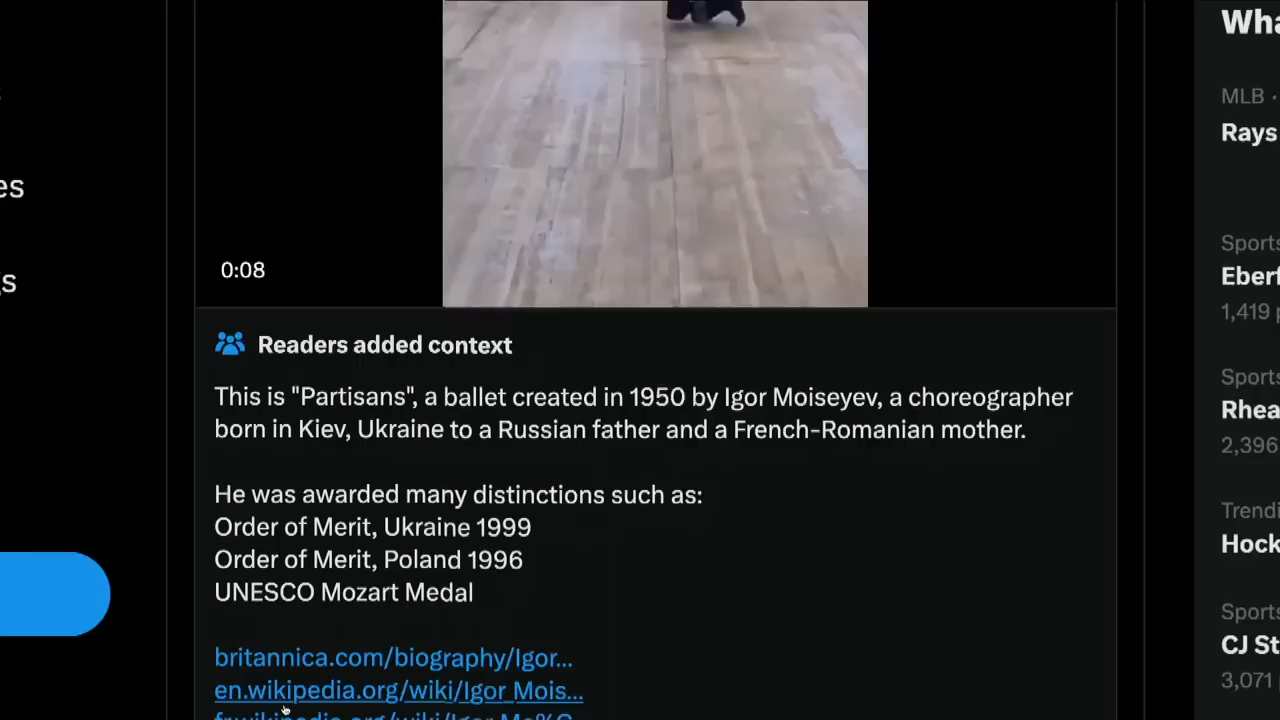 Wha
MLB ·
Rays
es
Sports
s
Eberf
0:08
1,419 p
Readers added context
Sports
This is "Partisans", a ballet created in 1950 by Igor Moiseyev, a choreographer
Rhea
born in Kiev, Ukraine to a Russian father and a French-Romanian mother.
2,396
He was awarded many distinctions such as:
Trendi
Order of Merit, Ukraine 1999
Hock
Order of Merit, Poland 1996
UNESCO Mozart Medal
Sports
CJ St
britannica.com/biography/Igor...
3,071
en.wikipedia.org/wiki/Igor_Mois...